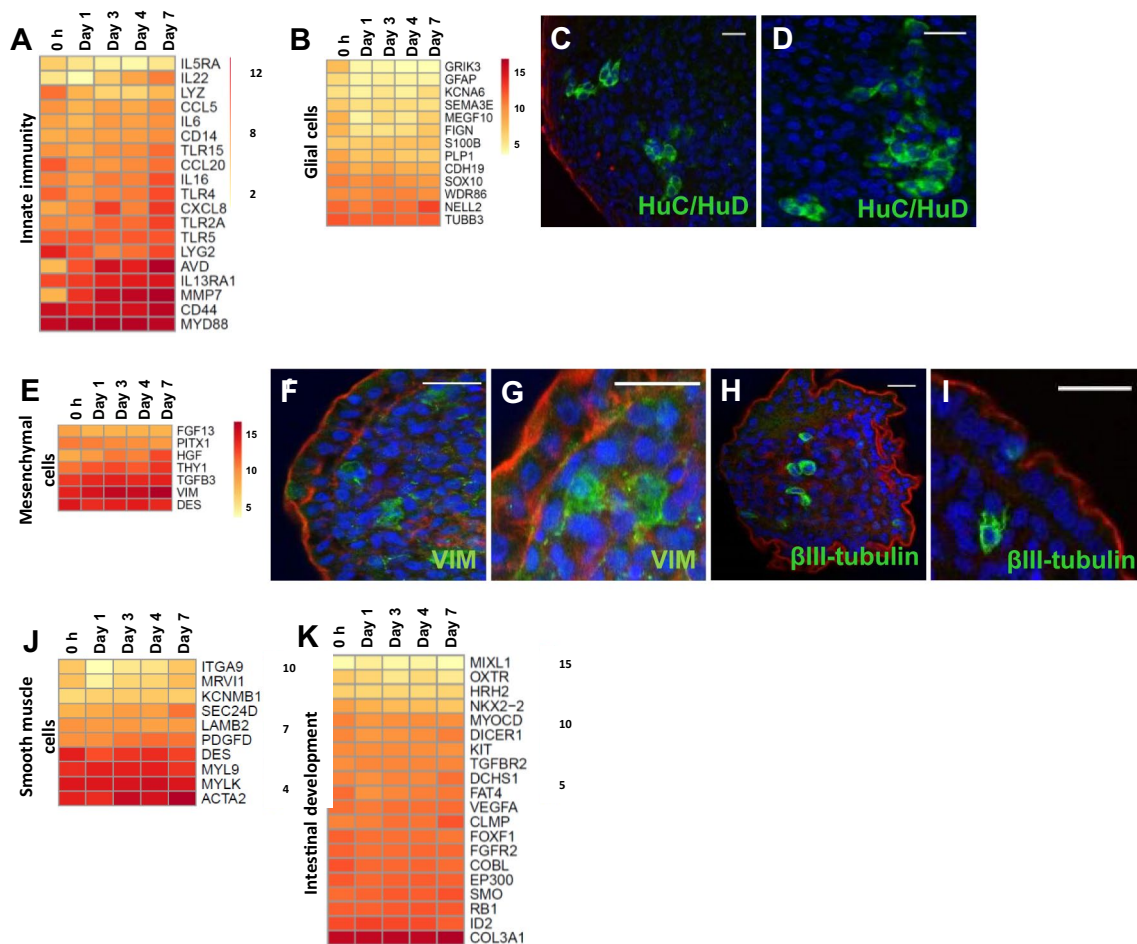 A
0 h
Day 1
Day 3
Day 4
Day 7
Innate immunity
IL5RA
IL22
LYZ
CCL5
IL6
CD14
TLR15
CCL20
IL16
TLR4
CXCL8
TLR2A
TLR5
LYG2
AVD
IL13RA1
MMP7
CD44
MYD88
12
8
2
B
0 h
Day 1
Day 3
Day 4
Day 7
Glial cells
GRIK3
GFAP
KCNA6
SEMA3E
MEGF10
FIGN
S100B
PLP1
CDH19
SOX10
WDR86
NELL2
TUBB3
15
10
5
C
HuC/HuD
D
HuC/HuD
E
0 h
Day 1
Day 3
Day 4
Day 7
Mesenchymal
cells
FGF13
PITX1
HGF
THY1
TGFB3
VIM
DES
15
10
5
F
VIM
G
VIM
H
βIII-tubulin
I
βIII-tubulin
J
0 h
Day 1
Day 3
Day 4
Day 7
Smooth muscle
cells
ITGA9
MRVI1
KCNMB1
SEC24D
LAMB2
PDGFD
DES
MYL9
MYLK
ACTA2
10
7
4
K
0 h
Day 1
Day 3
Day 4
Day 7
Intestinal development
MIXL1
OXTR
HRH2
NKX2−2
MYOCD
DICER1
KIT
TGFBR2
DCHS1
FAT4
VEGFA
CLMP
FOXF1
FGFR2
COBL
EP300
SMO
RB1
ID2
COL3A1
15
10
5